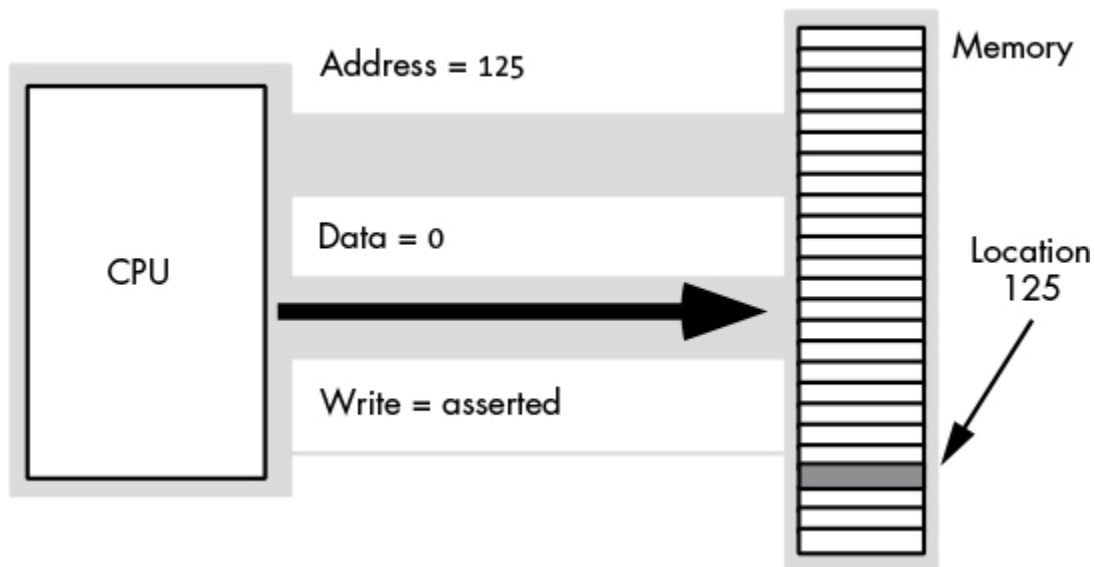 Address = 125
Memory
Data = 0
CPU
Location
125
Write = asserted